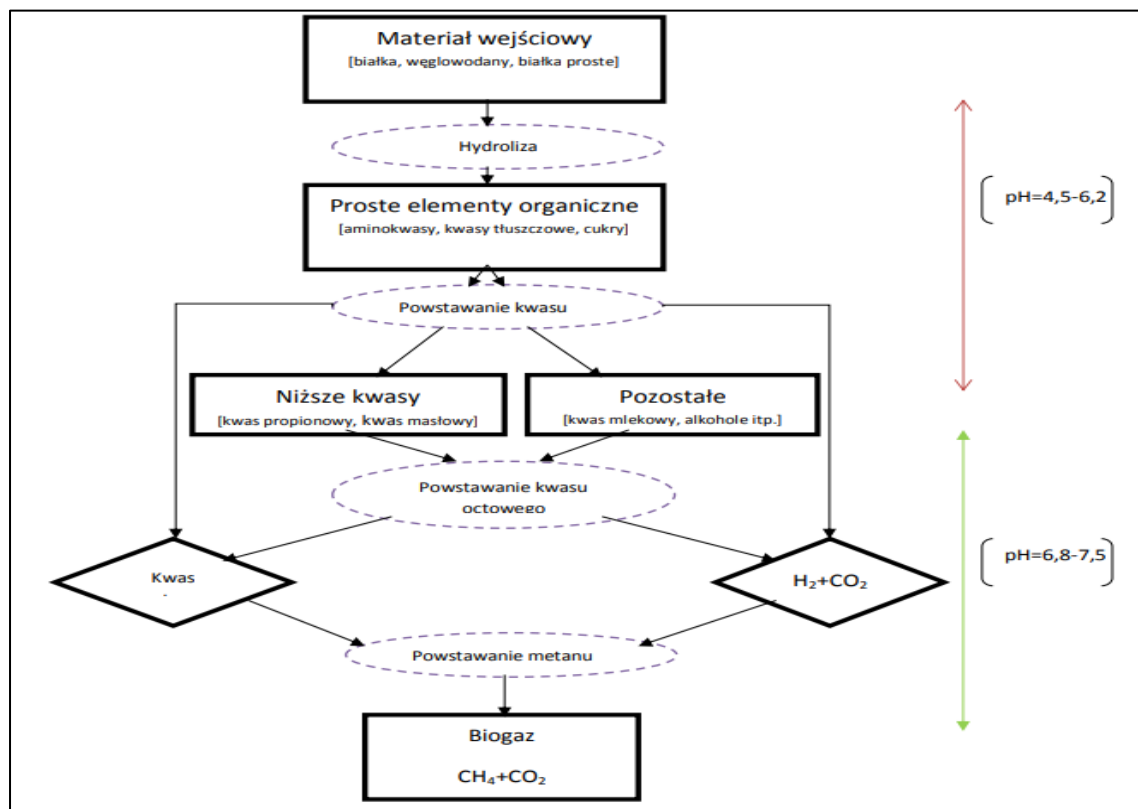 Materiał wejściowy
[białka, węglowodany, białka proste]
Hydroliza
Proste elementy organiczne
[aminokwasy, kwasy tłuszczowe, cukry]
pH=4,5-6,2
Powstawanie kwasu
Niższe kwasy
[kwas propionowy, kwas masłowy]
Pozostałe
[kwas mlekowy, alkohole itp.]
Powstawanie kwasu
octowego
pH=6,8-7,5
Kwas
H₂+CO₂
Powstawanie metanu
Biogaz
CH₄+CO₂